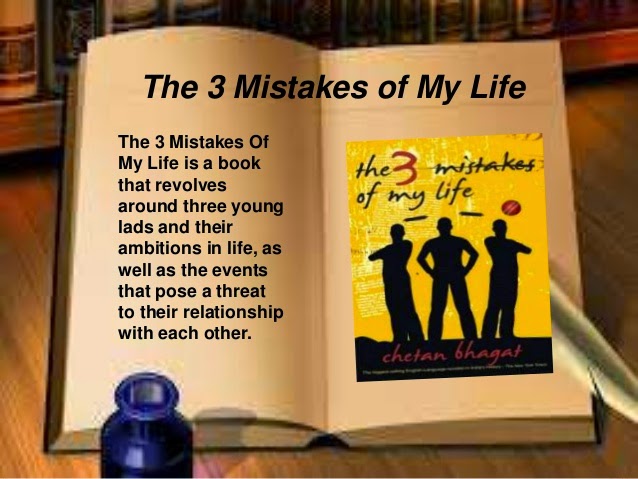 The 3 Mistakes of My Life
The 3 Mistakes Of
My Life is a book
that revolves
around three young
lads and their
ambitions in life, as
well as the events
that pose a threat
to their relationship
with each other.
the 3 mistakes
of my life
chetan bhagat